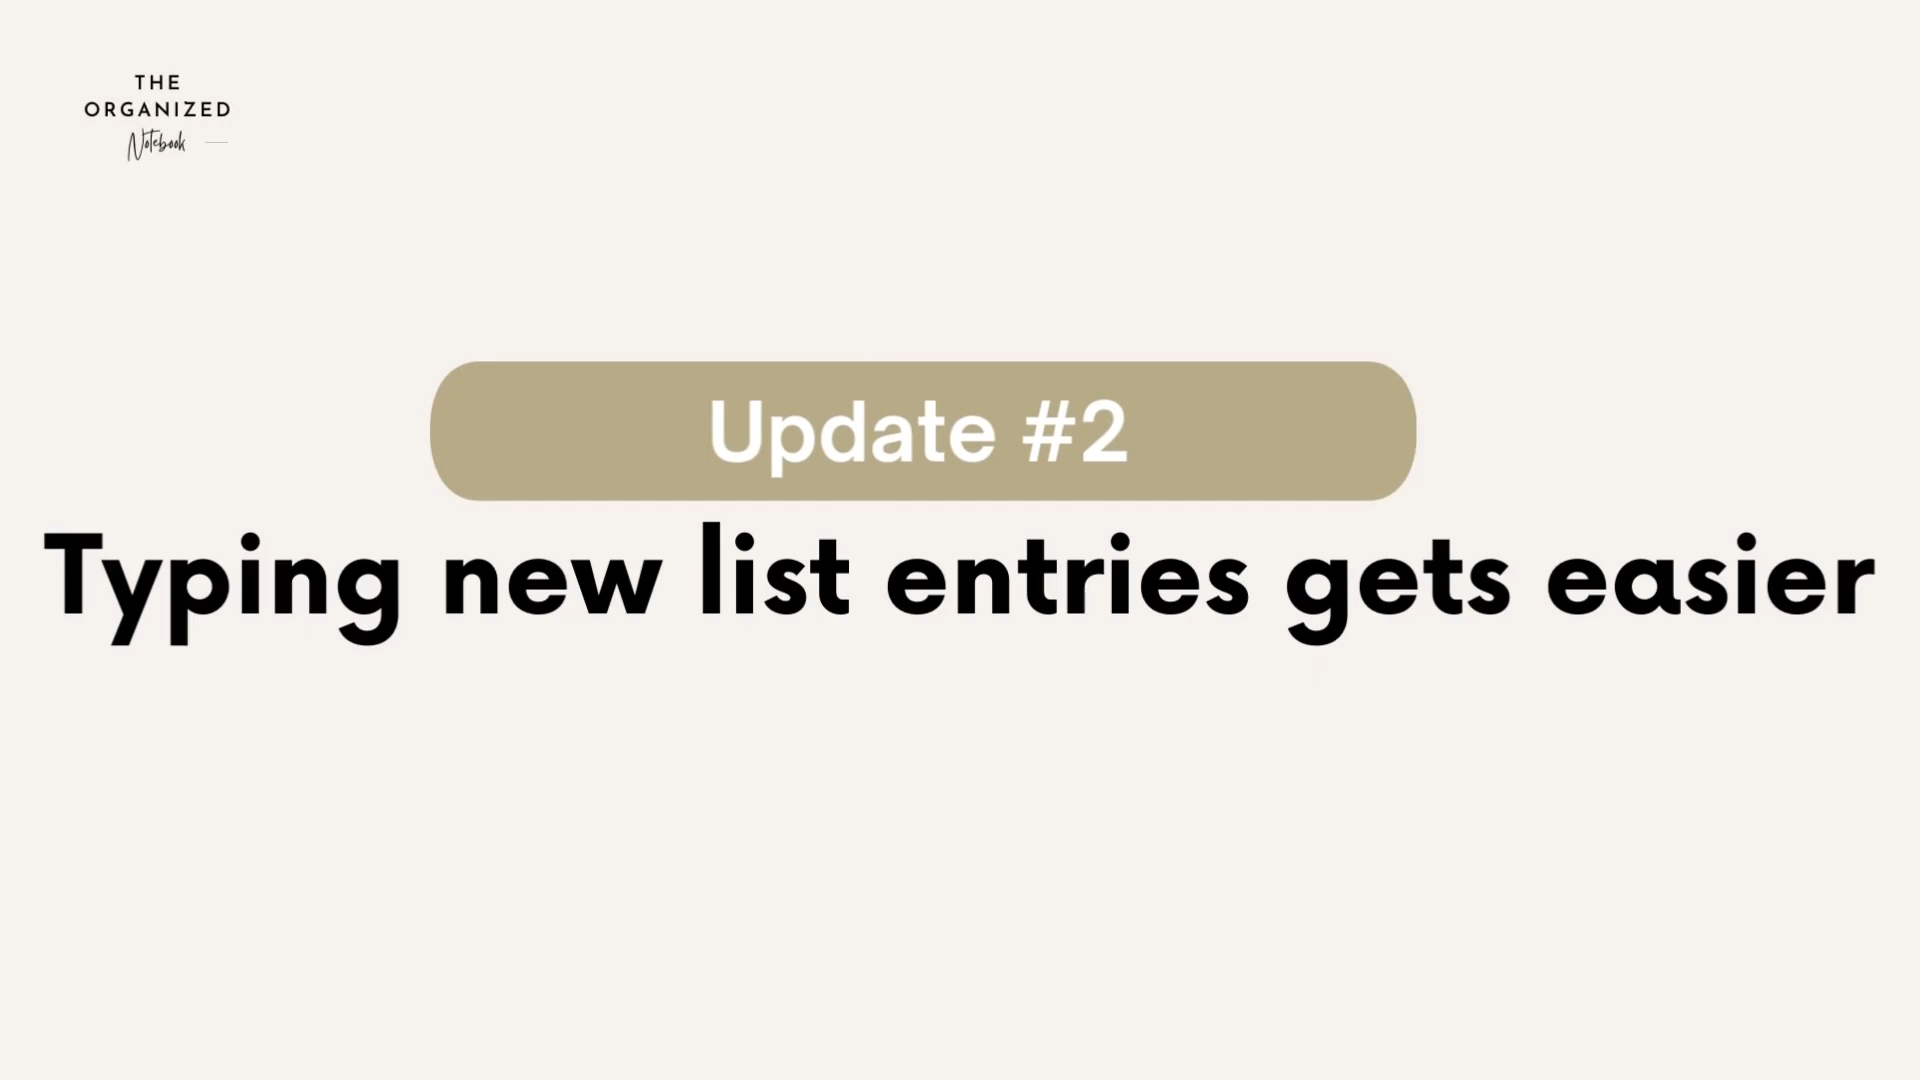 THE
ORGANIZED
Notebook
Update #2
Typing new list entries gets easier